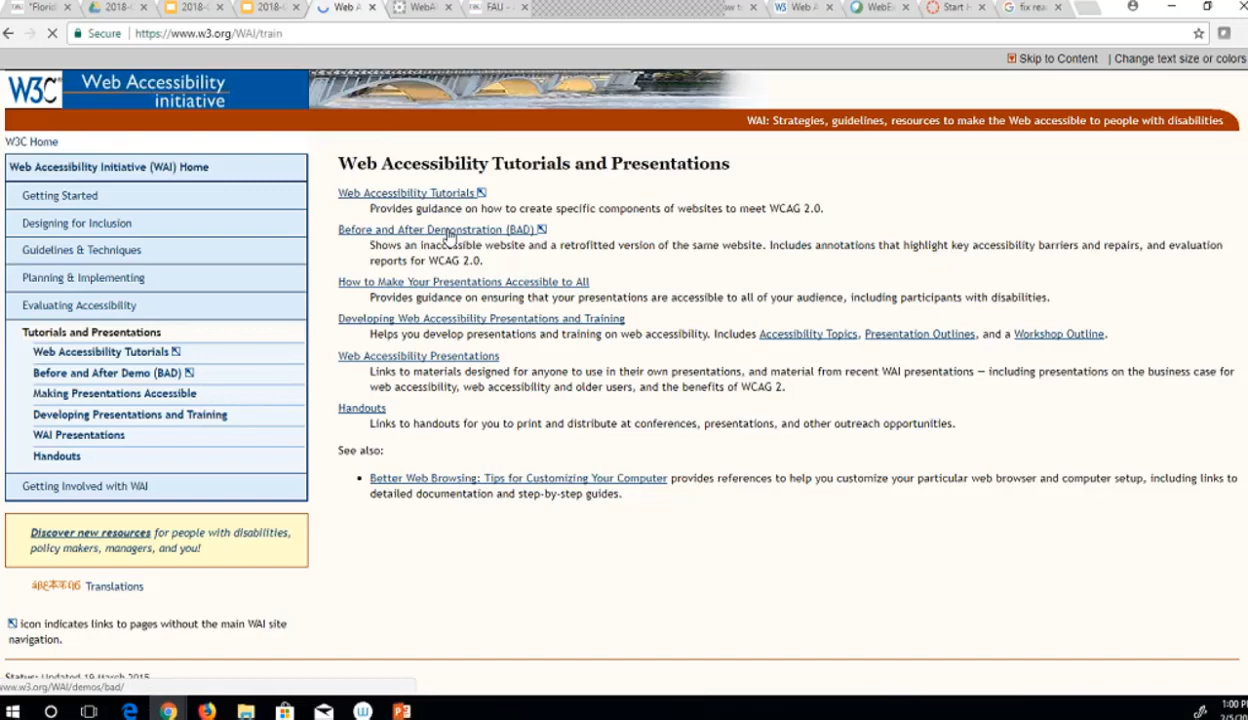 "Florid
2018-
2018-
2018-
Web A
WebAI
FAU -
W3C Web A
WebEx
Start H
fix rea
Secure https://www.w3.org/WAI/train
Skip to Content | Change text size or colors
W3C® Web Accessibility
initiative
WAI: Strategies, guidelines, resources to make the Web accessible to people with disabilities
W3C Home
Web Accessibility Initiative (WAI) Home
Getting Started
Designing for Inclusion
Guidelines & Techniques
Planning & Implementing
Evaluating Accessibility
Tutorials and Presentations
Web Accessibility Tutorials
Before and After Demo (BAD)
Making Presentations Accessible
Developing Presentations and Training
WAI Presentations
Handouts
Getting Involved with WAI
Discover new resources for people with disabilities,
policy makers, managers, and you!
Translations
icon indicates links to pages without the main WAI site
navigation.
Web Accessibility Tutorials and Presentations
Web Accessibility Tutorials
Provides guidance on how to create specific components of websites to meet WCAG 2.0.
Before and After Demonstration (BAD)
Shows an inaccessible website and a retrofitted version of the same website. Includes annotations that highlight key accessibility barriers and repairs, and evaluation
reports for WCAG 2.0.
How to Make Your Presentations Accessible to All
Provides guidance on ensuring that your presentations are accessible to all of your audience, including participants with disabilities.
Developing Web Accessibility Presentations and Training
Helps you develop presentations and training on web accessibility. Includes Accessibility Topics, Presentation Outlines, and a Workshop Outline.
Web Accessibility Presentations
Links to materials designed for anyone to use in their own presentations, and material from recent WAI presentations — including presentations on the business case for
web accessibility, web accessibility and older users, and the benefits of WCAG 2.
Handouts
Links to handouts for you to print and distribute at conferences, presentations, and other outreach opportunities.
See also:
• Better Web Browsing: Tips for Customizing Your Computer provides references to help you customize your particular web browser and computer setup, including links to
detailed documentation and step-by-step guides.
Status: Updated 19 March 2015
www.w3.org/WAI/demos/bad/
1:00 P